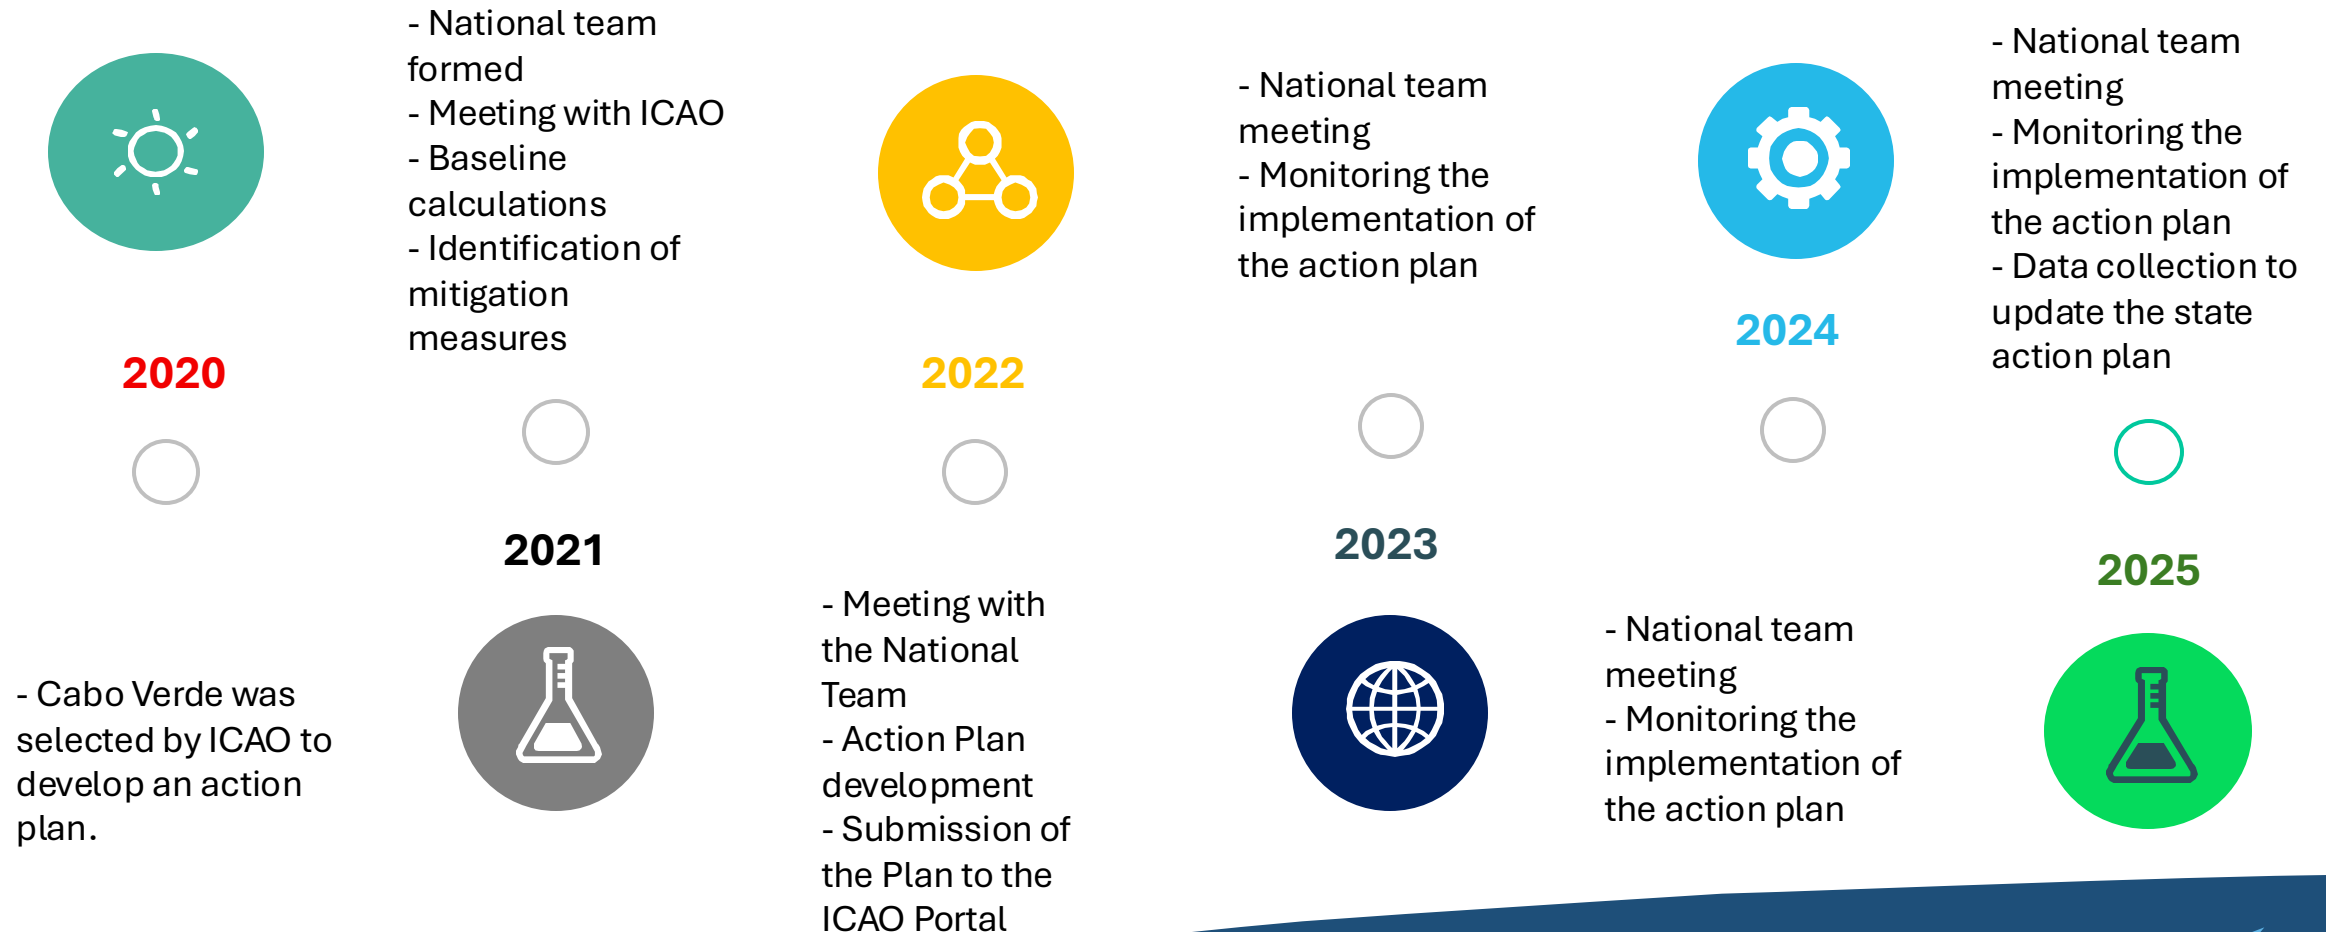 2020
- Cabo Verde was
selected by ICAO to
develop an action
plan.
- National team
formed
- Meeting with ICAO
- Baseline
calculations
- Identification of
mitigation
measures
2021
2022
- Meeting with
the National
Team
- Action Plan
development
- Submission of
the Plan to the
ICAO Portal
- National team
meeting
- Monitoring the
implementation of
the action plan
2023
2024
- National team
meeting
- Monitoring the
implementation of
the action plan
- National team
meeting
- Monitoring the
implementation of
the action plan
- Data collection to
update the state
action plan
2025